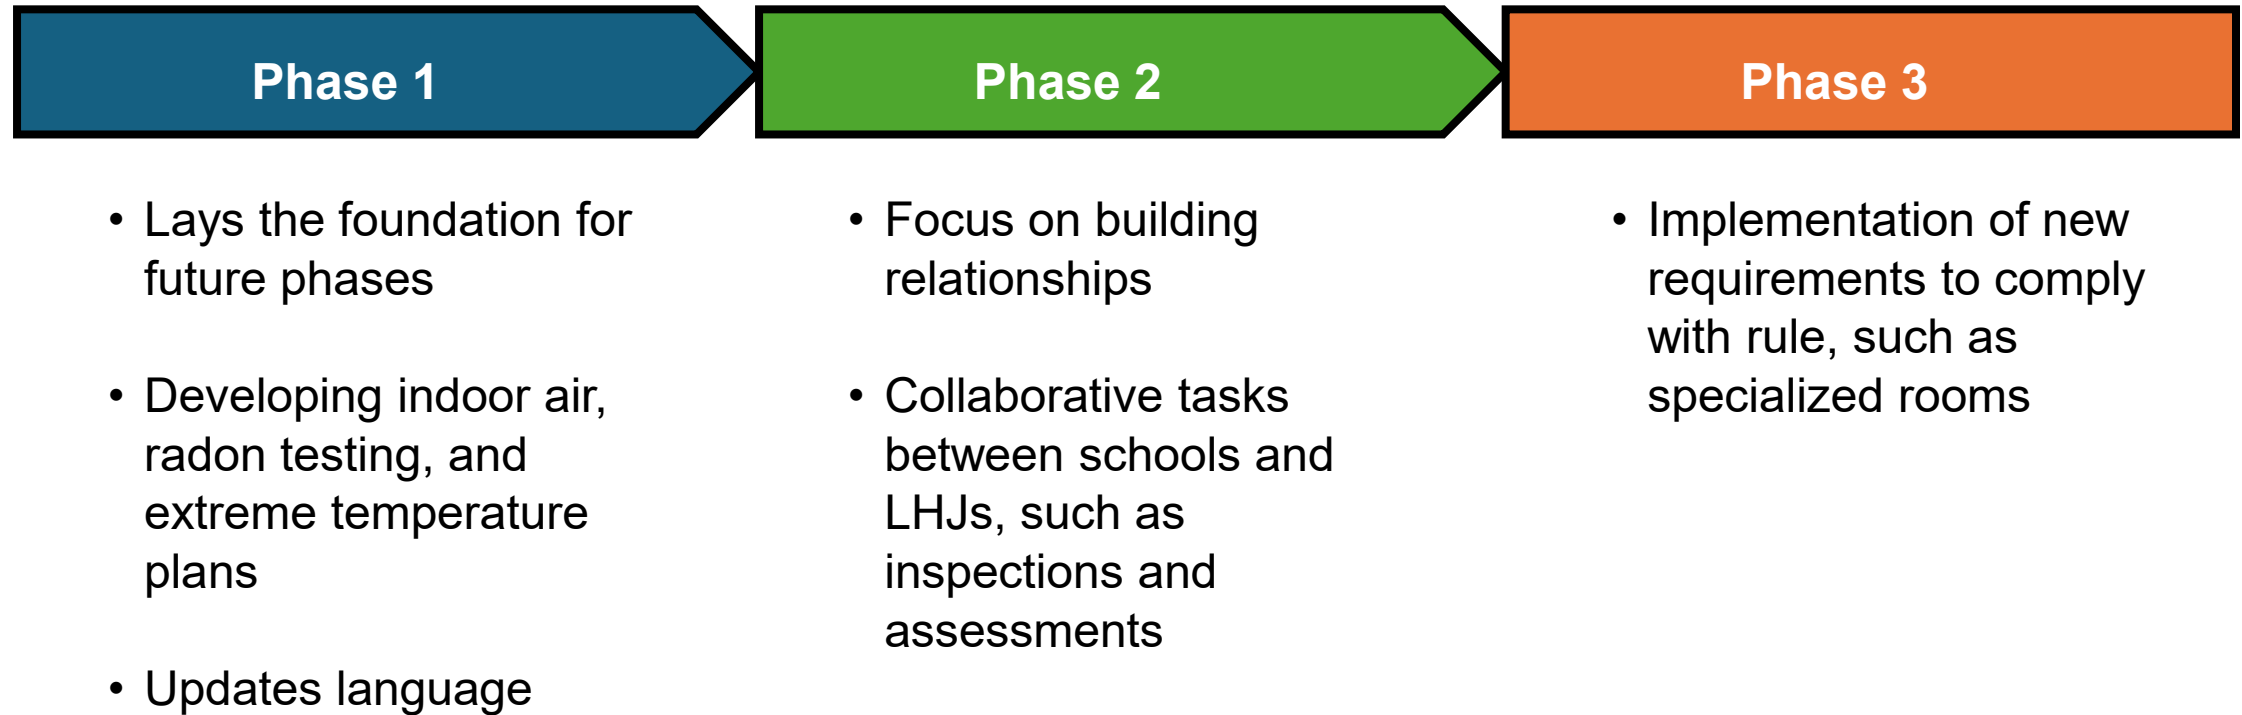 Phase 1
Phase 2
Phase 3
• Lays the foundation for
future phases
• Developing indoor air,
radon testing, and
extreme temperature
plans
• Updates language
• Focus on building
relationships
• Collaborative tasks
between schools and
LHJs, such as
inspections and
assessments
• Implementation of new
requirements to comply
with rule, such as
specialized rooms